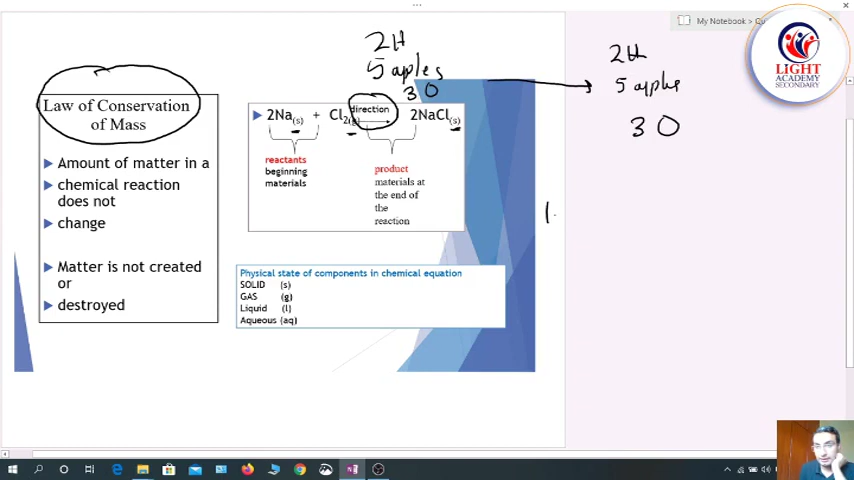 ...
My Notebook > Qu
LIGHT
ACADEMY
SECONDARY
2H
5 aples
3 O
2H
5 aples
3 O
Law of Conservation
of Mass
Amount of matter in a
chemical reaction
does not
change
Matter is not created
or
destroyed
direction
2Na(s) + Cl2(g) 2NaCl(s)
reactants
beginning
materials
product
materials at
the end of
the
reaction
Physical state of components in chemical equation
SOLID (s)
GAS (g)
Liquid (l)
Aqueous (aq)